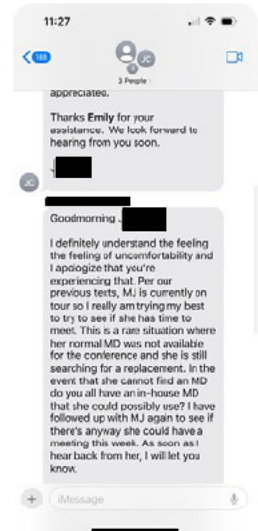 11:27
188
JC
3 People
appreciated.
Thanks Emily for your
assistance. We look forward to
hearing from you soon.
J
JC
Goodmorning J
I definitely understand the feeling
the feeling of uncomfortability and
I apologize that you're
experiencing that. Per our
previous texts, MJ is currently on
tour so I really am trying my best
to try to see if she has time to
meet. This is a rare situation where
her normal MD was not available
for the conference and she is still
searching for a replacement. In the
event that she cannot find an MD
do you all have an in-house MD
that she could possibly use? I have
followed up with MJ again to see if
there's anyway she could have a
meeting this week. As soon as I
hear back from her, I will let you
know.
iMessage